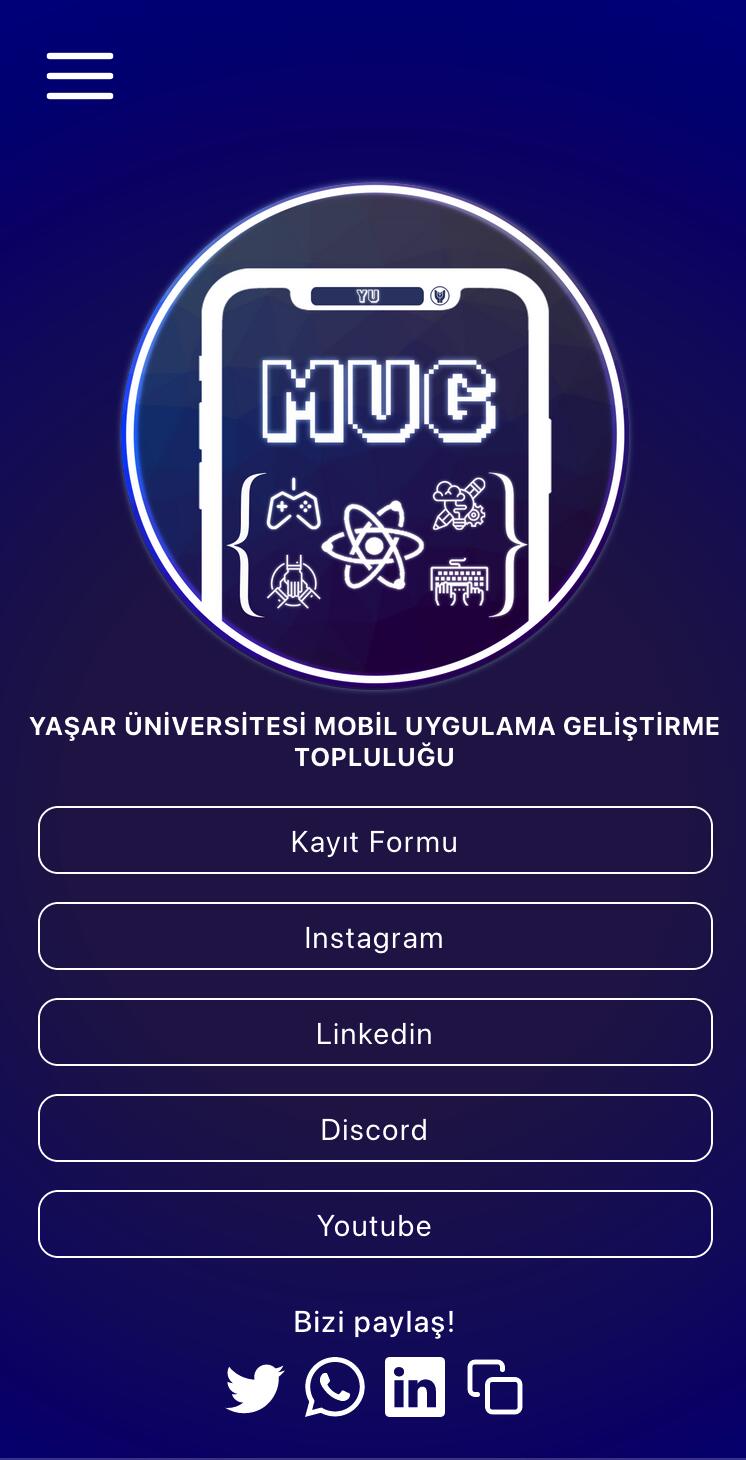 YU
MUG
YAŞAR ÜNİVERSİTESİ MOBİL UYGULAMA GELİŞTİRME
TOPLULUĞU
Kayıt Formu
Instagram
Linkedin
Discord
Youtube
Bizi paylaş!
in